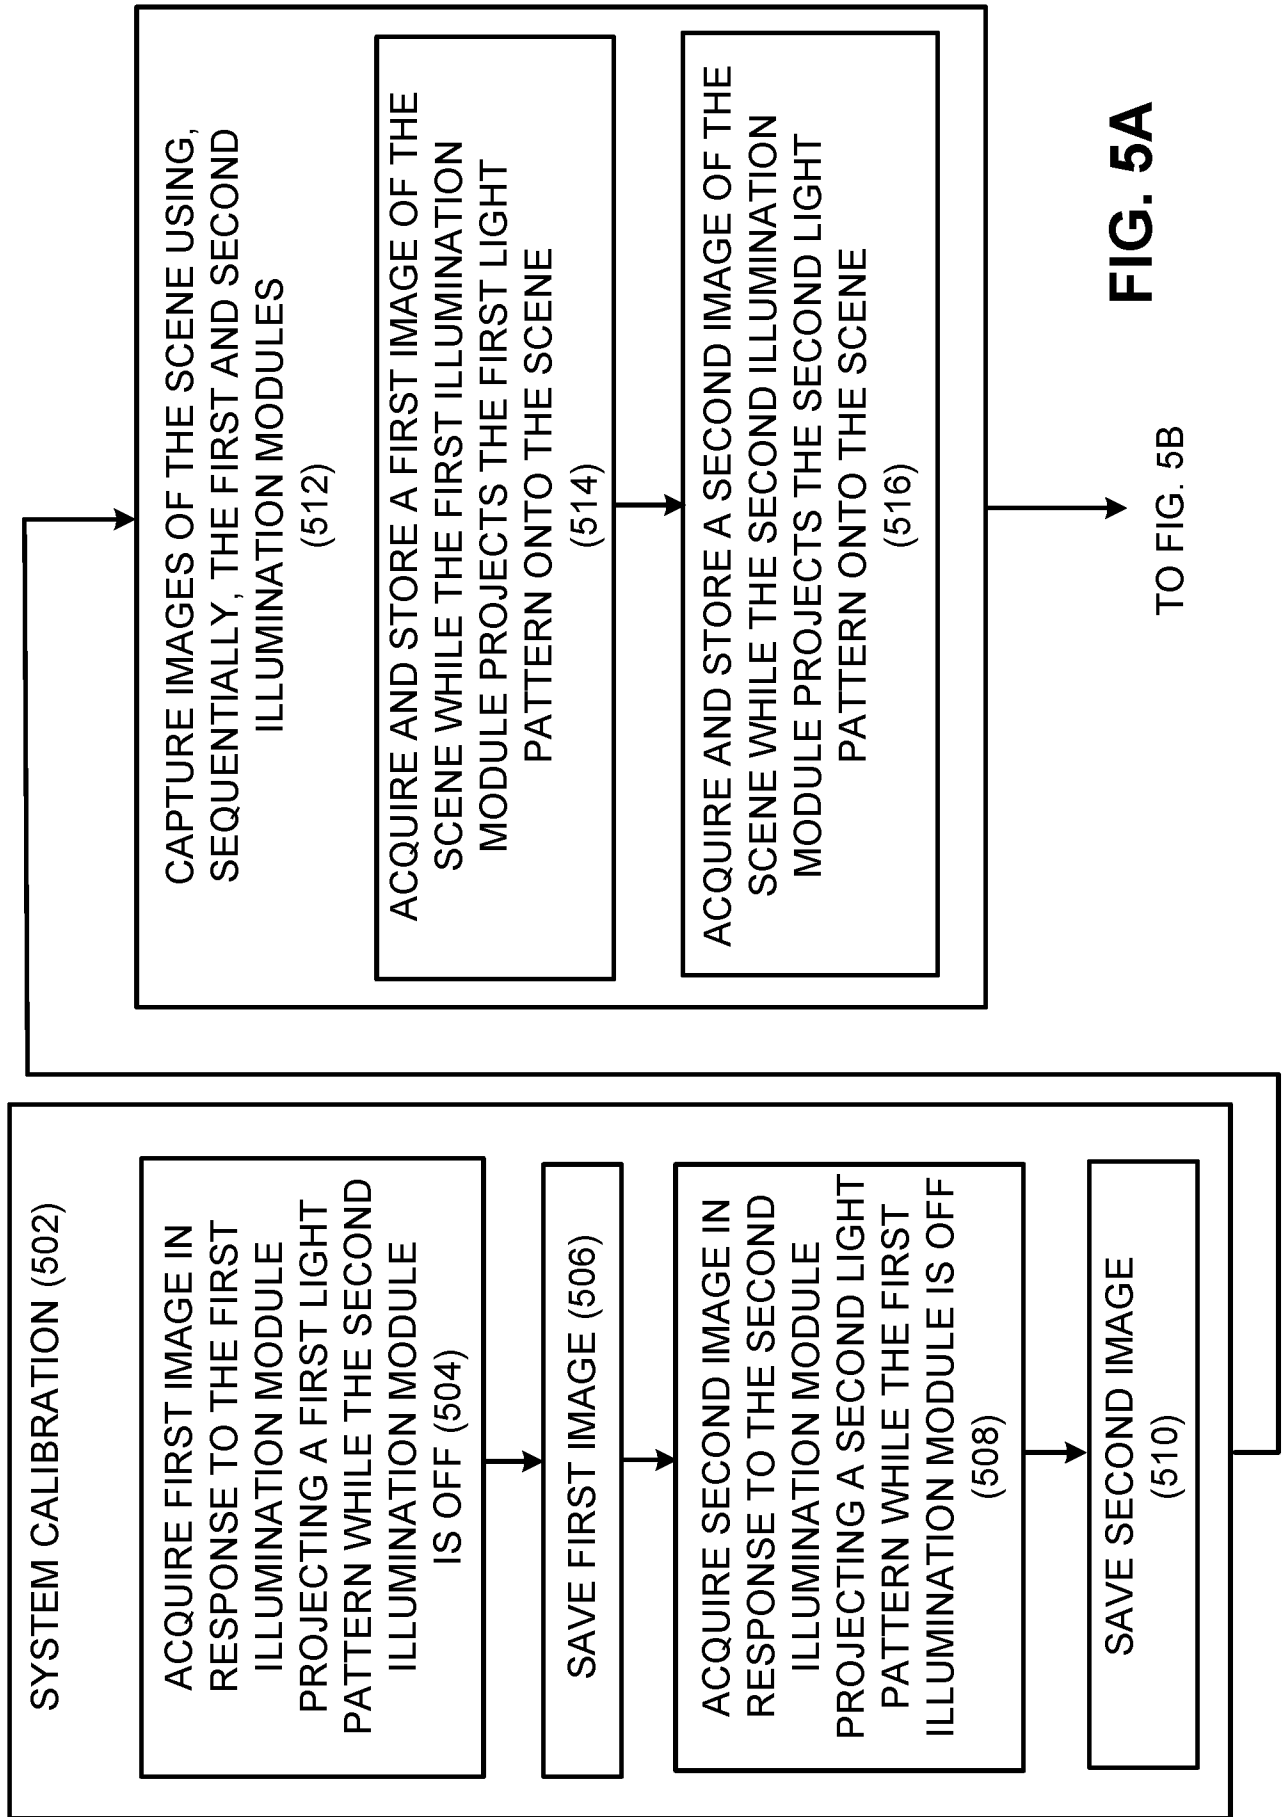 SYSTEM CALIBRATION (502)
ACQUIRE FIRST IMAGE IN
RESPONSE TO THE FIRST
ILLUMINATION MODULE
PROJECTING A FIRST LIGHT
PATTERN WHILE THE SECOND
ILLUMINATION MODULE
IS OFF (504)
SAVE FIRST IMAGE (506)
ACQUIRE SECOND IMAGE IN
RESPONSE TO THE SECOND
ILLUMINATION MODULE
PROJECTING A SECOND LIGHT
PATTERN WHILE THE FIRST
ILLUMINATION MODULE IS OFF
(508)
SAVE SECOND IMAGE
(510)
CAPTURE IMAGES OF THE SCENE USING,
SEQUENTIALLY, THE FIRST AND SECOND
ILLUMINATION MODULES
(512)
ACQUIRE AND STORE A FIRST IMAGE OF THE
SCENE WHILE THE FIRST ILLUMINATION
MODULE PROJECTS THE FIRST LIGHT
PATTERN ONTO THE SCENE
(514)
ACQUIRE AND STORE A SECOND IMAGE OF THE
SCENE WHILE THE SECOND ILLUMINATION
MODULE PROJECTS THE SECOND LIGHT
PATTERN ONTO THE SCENE
(516)
TO FIG. 5B
FIG. 5A